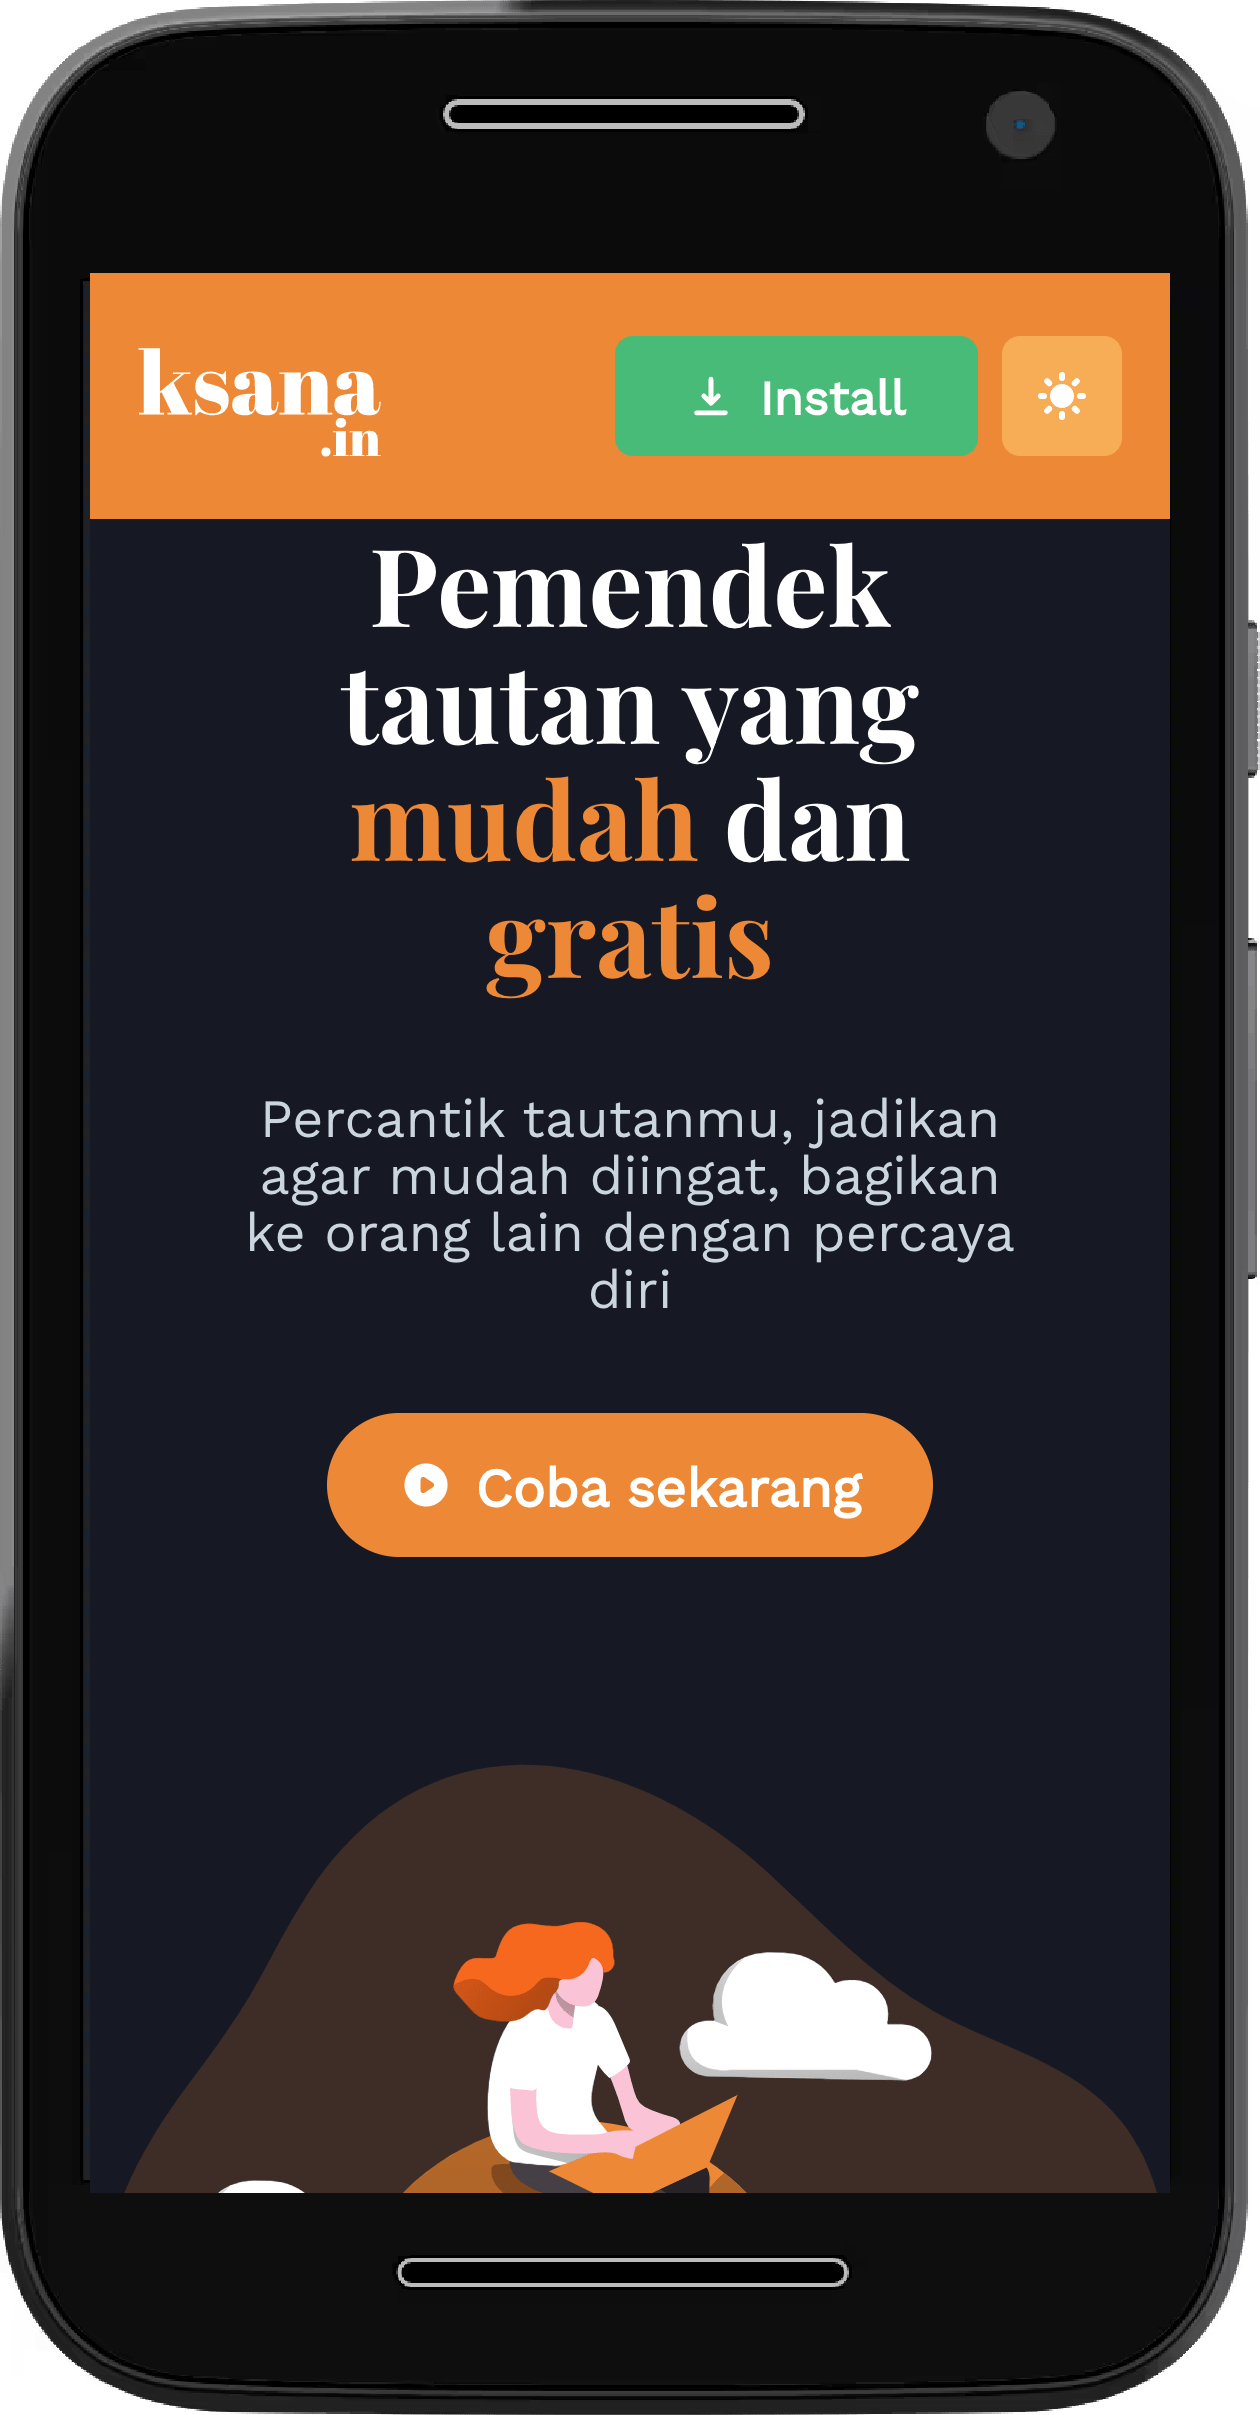 ksana
.in
Install
Pemendek
tautan yang
mudah dan
gratis
Percantik tautanmu, jadikan
agar mudah diingat, bagikan
ke orang lain dengan percaya
diri
Coba sekarang